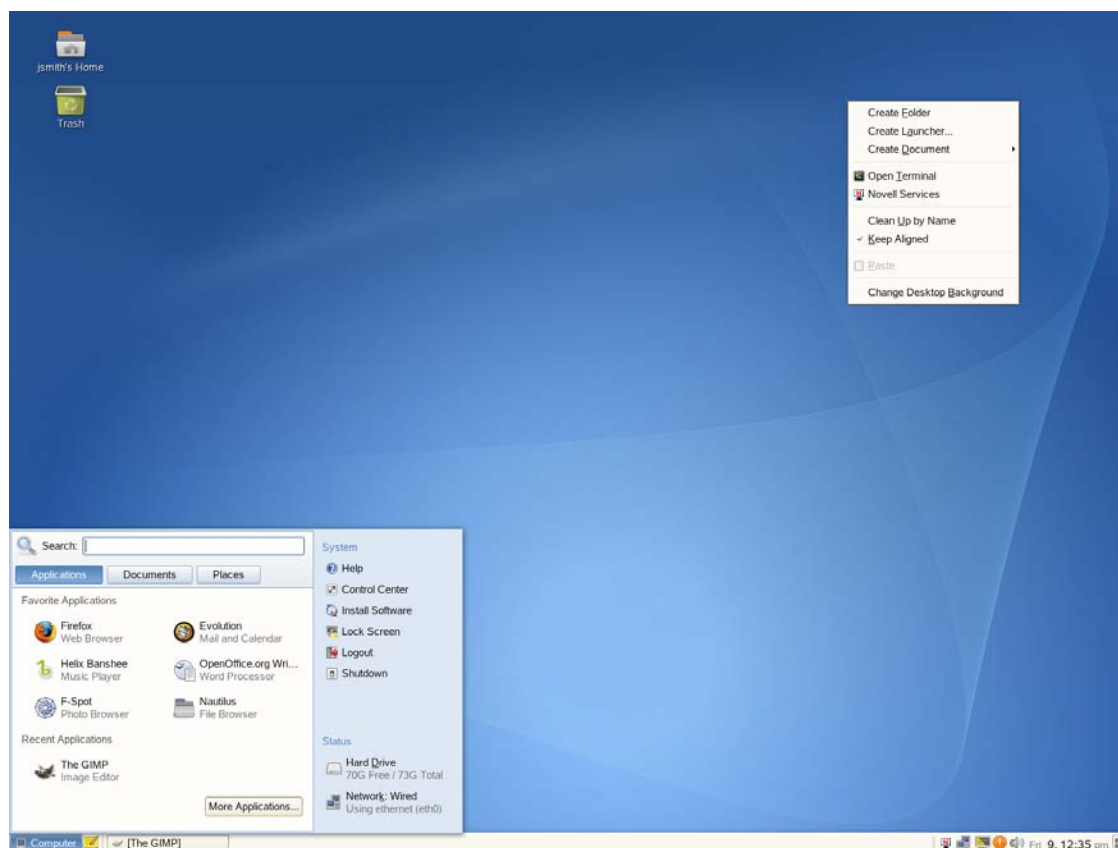 jsmith's Home
Trash
Create Folder
Create Launcher...
Create Document
Open Terminal
Novell Services
Clean Up by Name
Keep Aligned
Paste
Change Desktop Background
Search:
Applications
Documents
Places
Favorite Applications
Firefox
Web Browser
Evolution
Mail and Calendar
Helix Banshee
Music Player
OpenOffice.org Wri...
Word Processor
F-Spot
Photo Browser
Nautilus
File Browser
Recent Applications
The GIMP
Image Editor
More Applications...
System
Help
Control Center
Install Software
Lock Screen
Logout
Shutdown
Status
Hard Drive
70G Free / 73G Total
Network: Wired
Using ethernet (eth0)
Computer
[The GIMP]
Fri 9, 12:35 pm